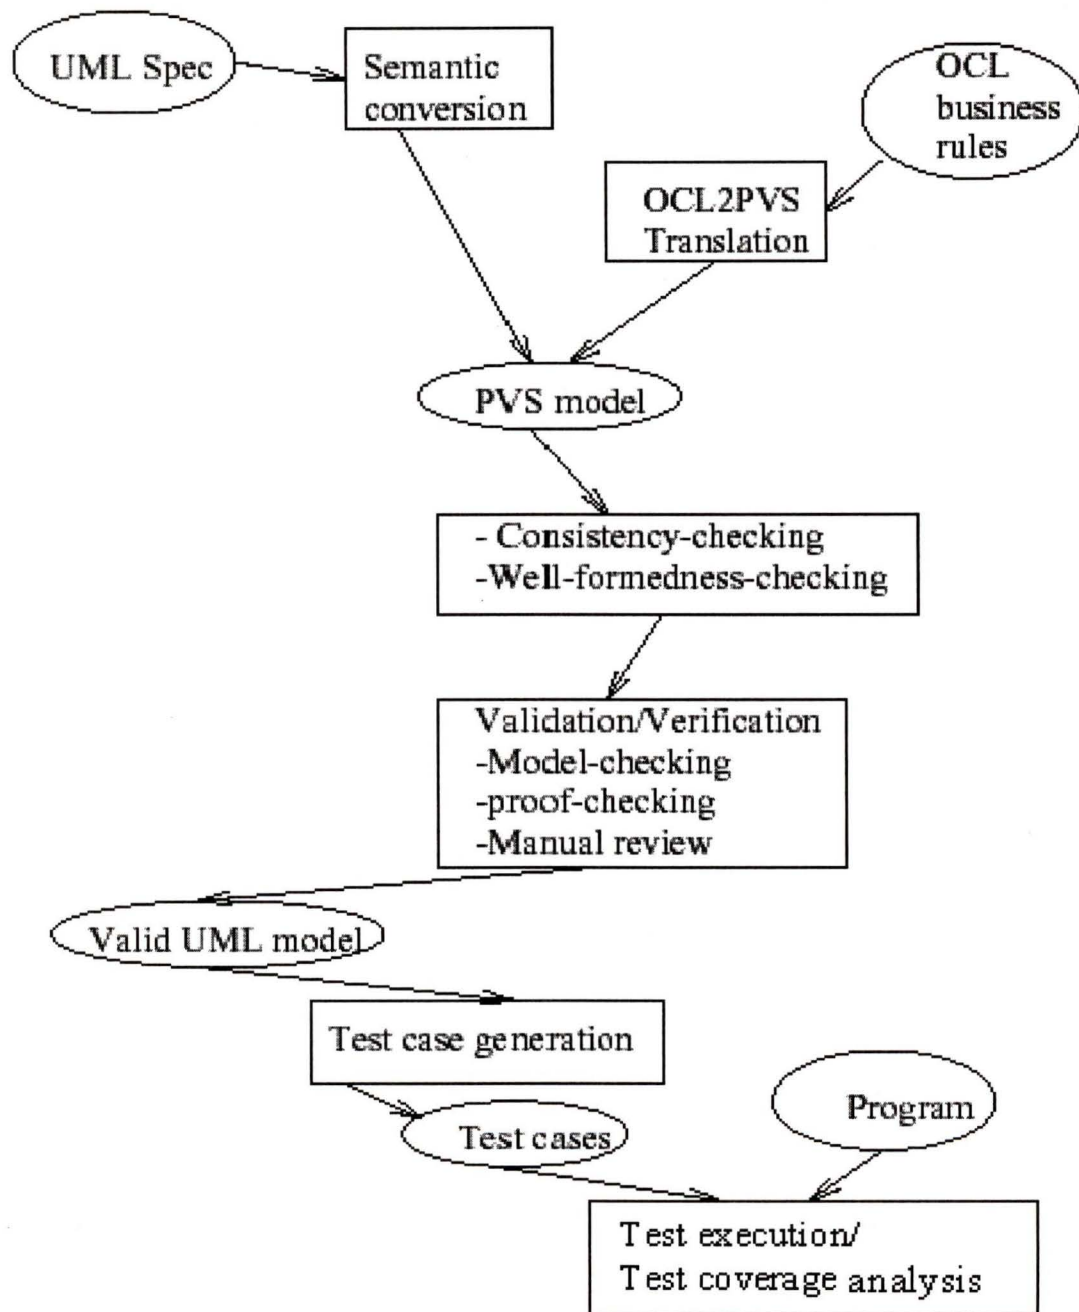 UML Spec
Semantic
conversion
OCL
business
rules
OCL2PVS
Translation
PVS model
- Consistency-checking
-Well-formedness-checking
Validation/Verification
-Model-checking
-proof-checking
-Manual review
Valid UML model
Test case generation
Test cases
Program
Test execution/
Test coverage analysis